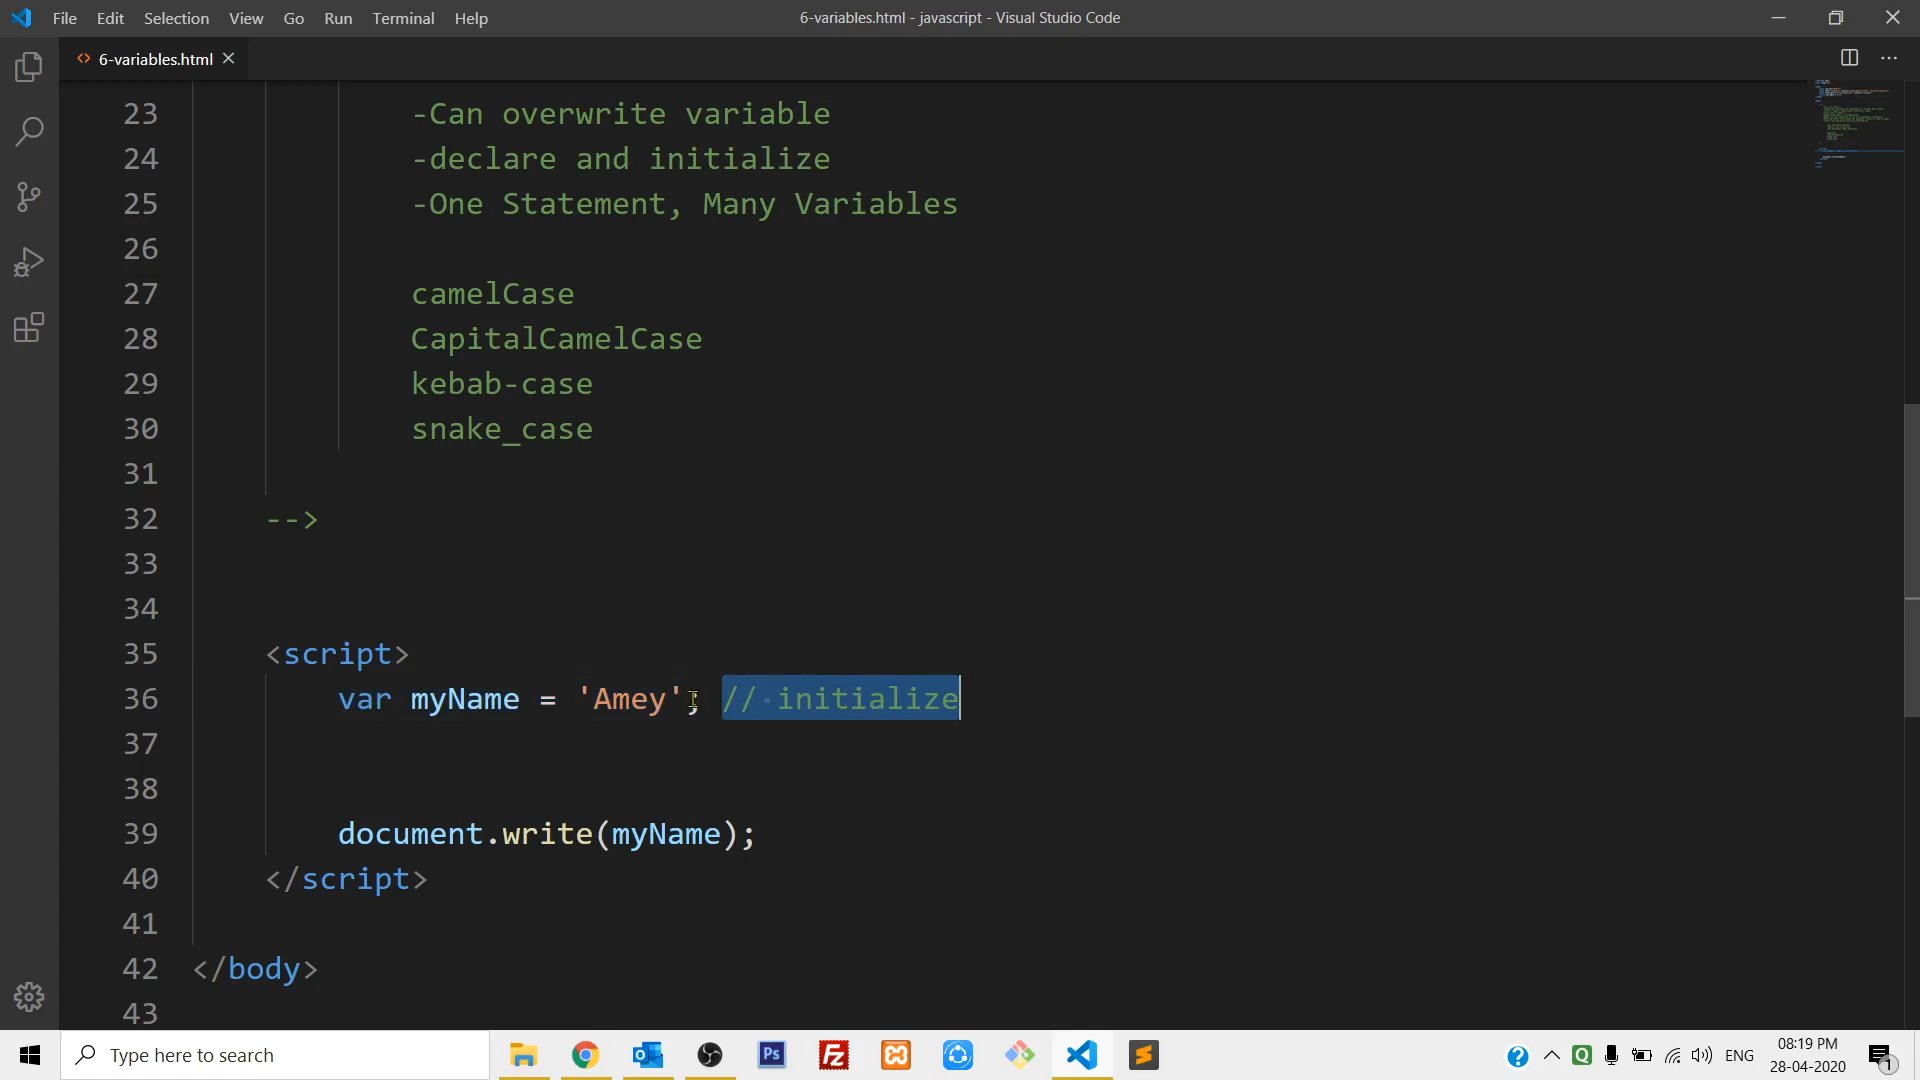 File Edit Selection View Go Run Terminal Help 6-variables.html - javascript - Visual Studio Code
6-variables.html
23 -Can overwrite variable
24 -declare and initialize
25 -One Statement, Many Variables
26
27 camelCase
28 CapitalCamelCase
29 kebab-case
30 snake_case
31
32 -->
33
34
35 <script>
36 var myName = 'Amey'; // initialize
37
38
39 document.write(myName);
40 </script>
41
42 </body>
43
Type here to search
Ps
Fz
Q
ENG
08:19 PM
28-04-2020
1